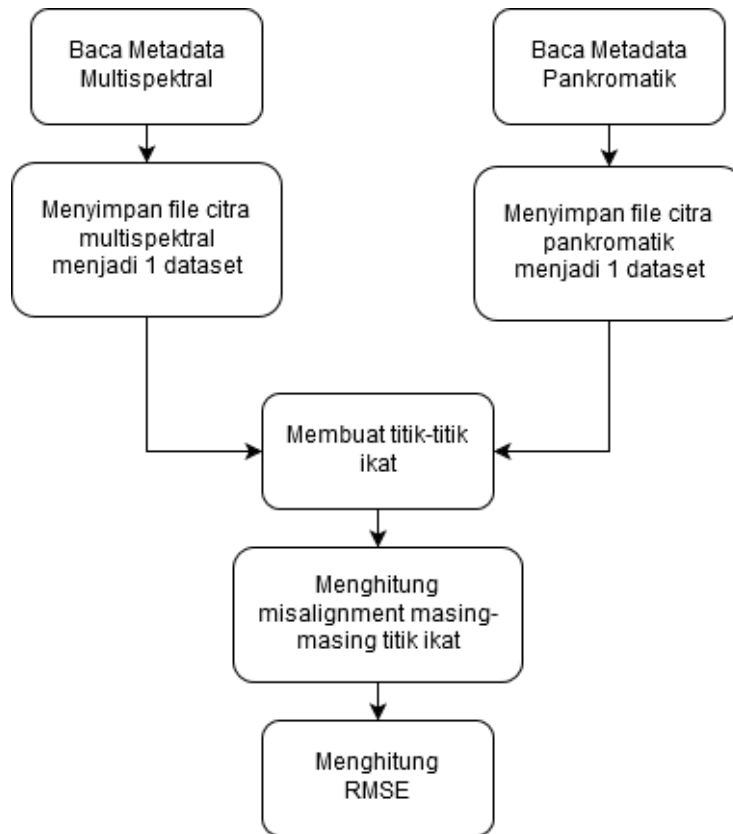 Baca Metadata
Multispektral
Baca Metadata
Pankromatik
Menyimpan file citra
multispektral
menjadi 1 dataset
Menyimpan file citra
pankromatik
menjadi 1 dataset
Membuat titik-titik
ikat
Menghitung
misalignment masing-
masing titik ikat
Menghitung
RMSE